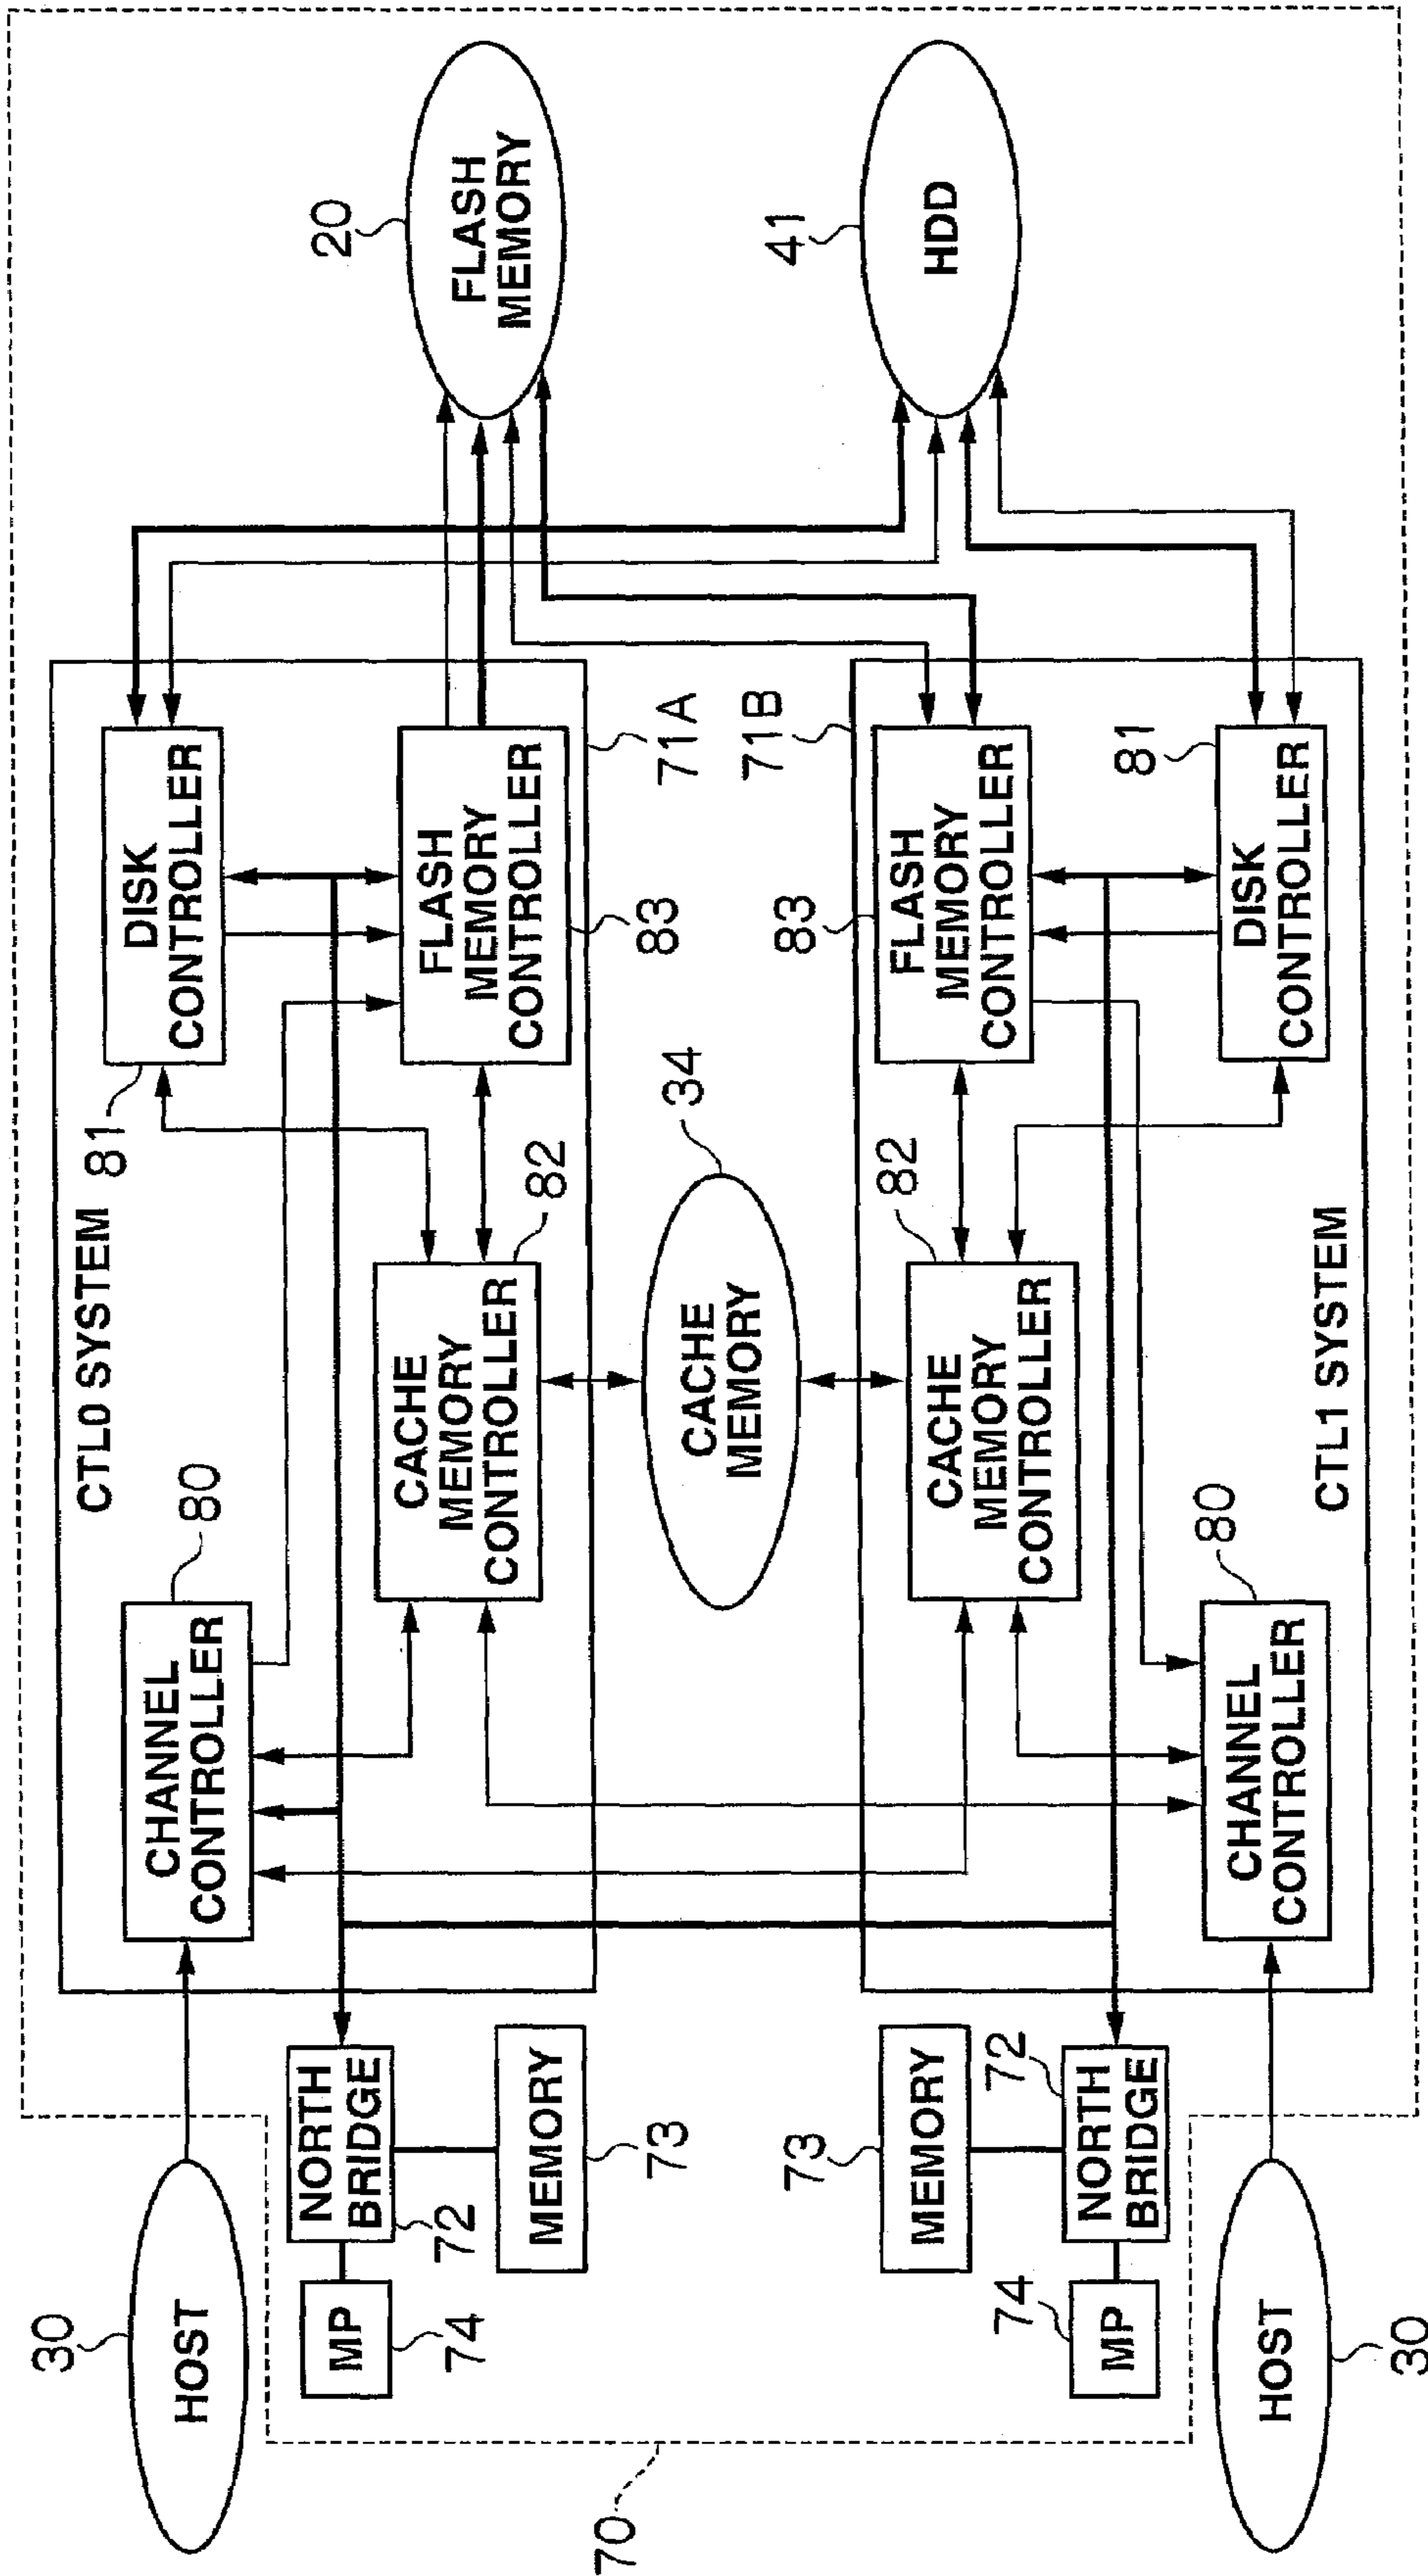 30
HOST
CTL0 SYSTEM
80
CHANNEL
CONTROLLER
81
DISK
CONTROLLER
20
FLASH
MEMORY
NORTH
BRIDGE
72
MP
74
MEMORY
73
CACHE
MEMORY
CONTROLLER
82
FLASH
MEMORY
CONTROLLER
83
71A
70
CACHE
MEMORY
34
71B
41
HDD
73
MEMORY
72
NORTH
BRIDGE
74
MP
82
CACHE
MEMORY
CONTROLLER
83
FLASH
MEMORY
CONTROLLER
81
DISK
CONTROLLER
80
CHANNEL
CONTROLLER
CTL1 SYSTEM
HOST
30